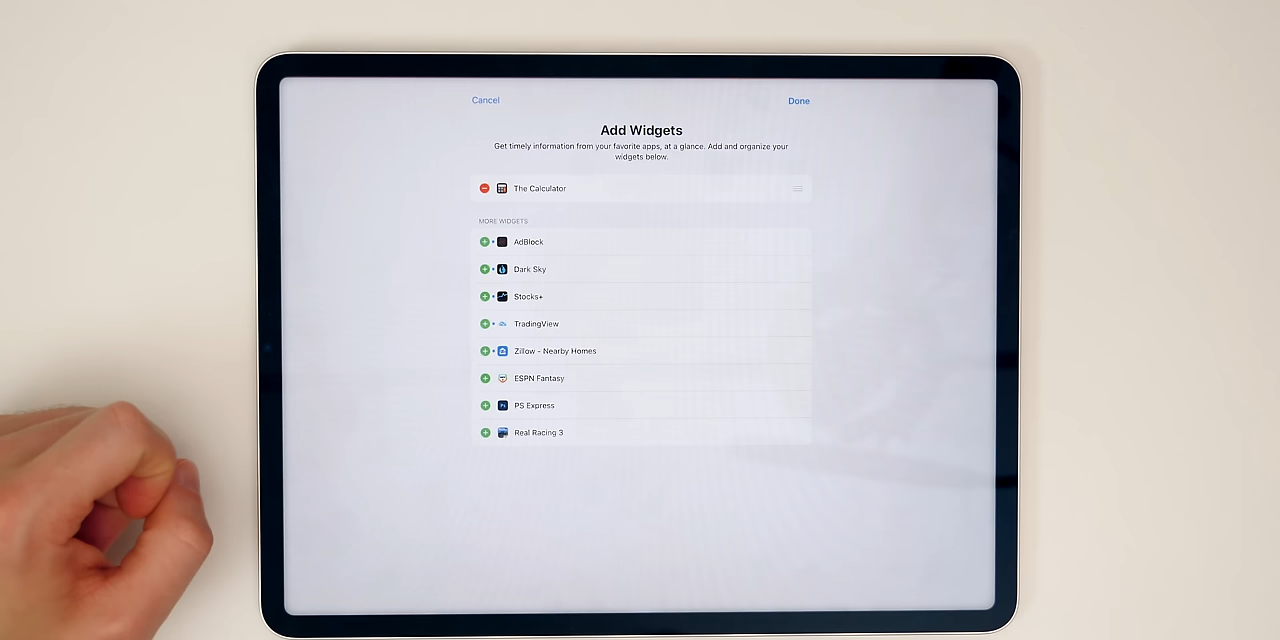 Cancel
Done
Add Widgets
Get timely information from your favorite apps, at a glance. Add and organize your
widgets below.
The Calculator
MORE WIDGETS
AdBlock
Dark Sky
Stocks+
TradingView
Zillow - Nearby Homes
ESPN Fantasy
PS Express
Real Racing 3